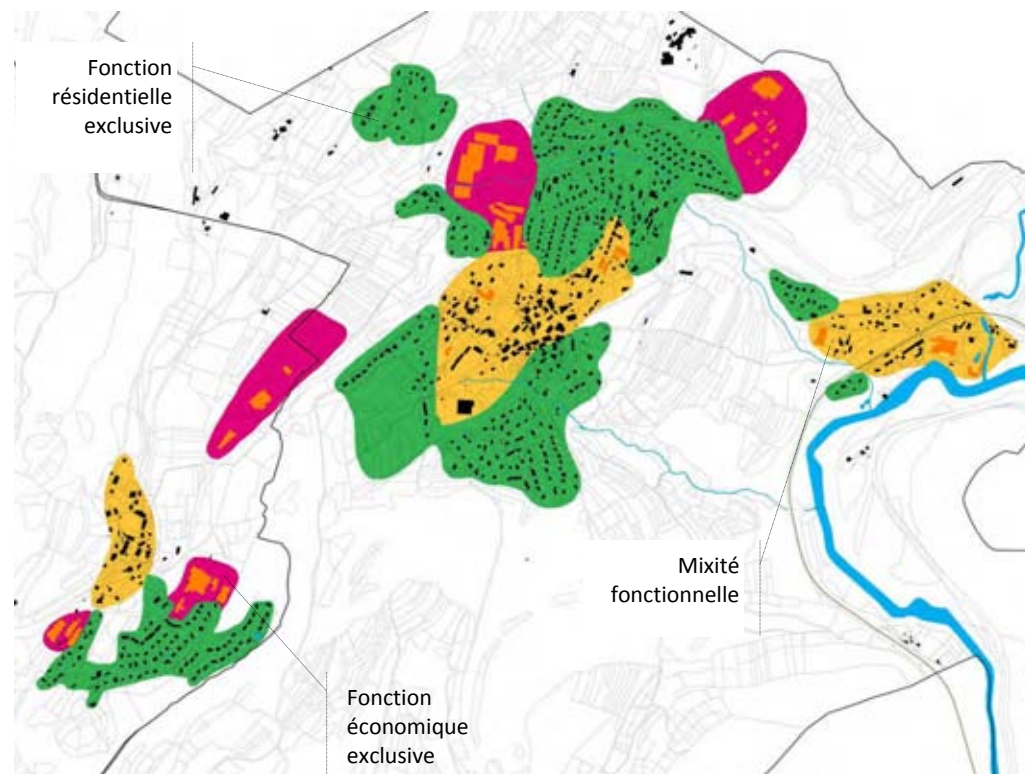 Fonction
résidentielle
exclusive
Mixité
fonctionnelle
Fonction
économique
exclusive